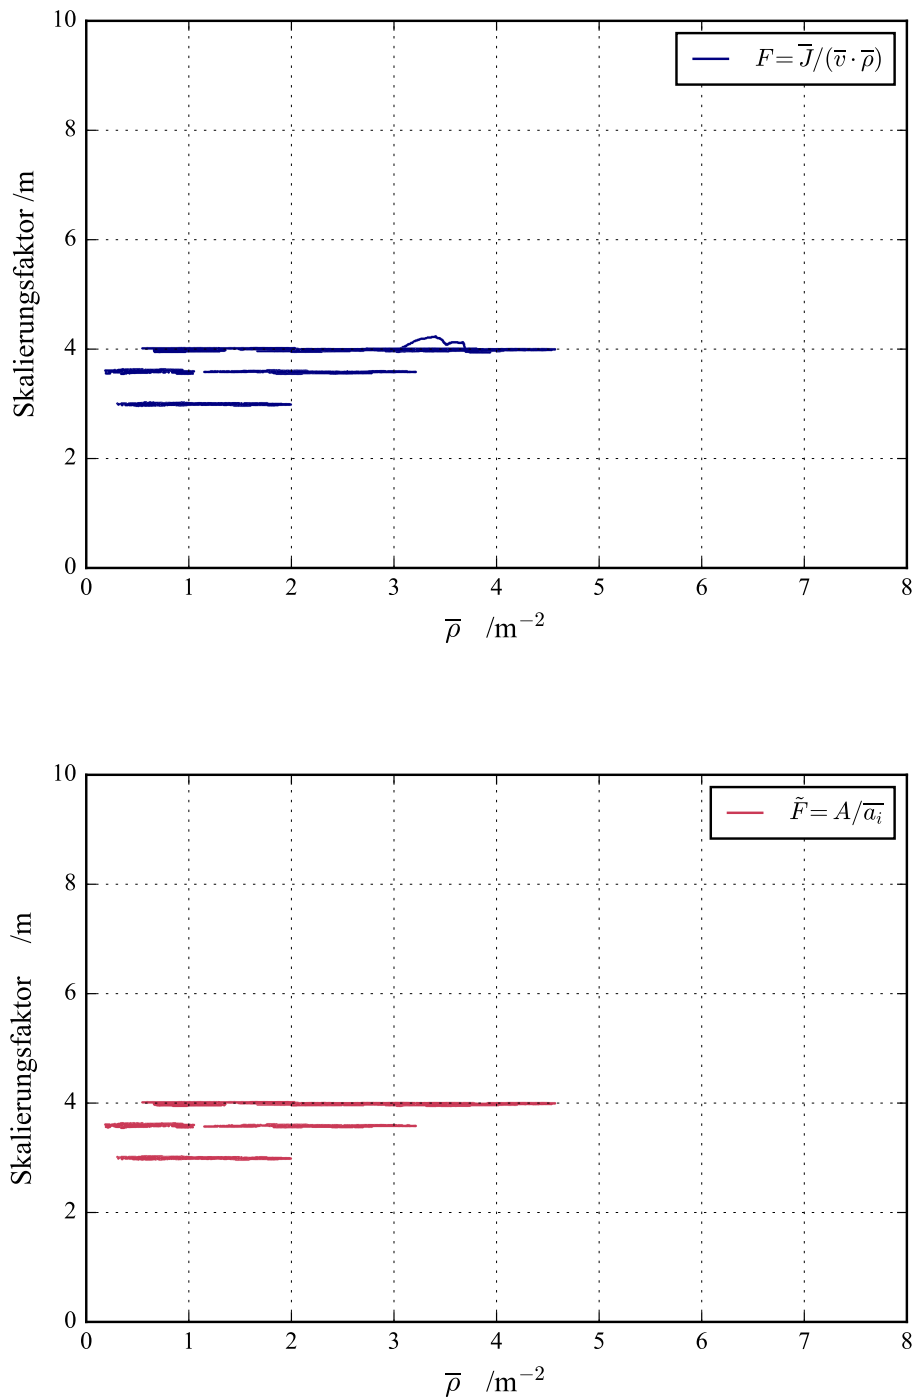 10
8
6
4
2
0
0 1 2 3 4 5 6 7 8
Skalierungsfaktor /m
F = J̅/(v̅ · ρ̅)
ρ̅ /m⁻²
10
8
6
4
2
0
0 1 2 3 4 5 6 7 8
Skalierungsfaktor /m
F̃ = A/a̅ᵢ
ρ̅ /m⁻²